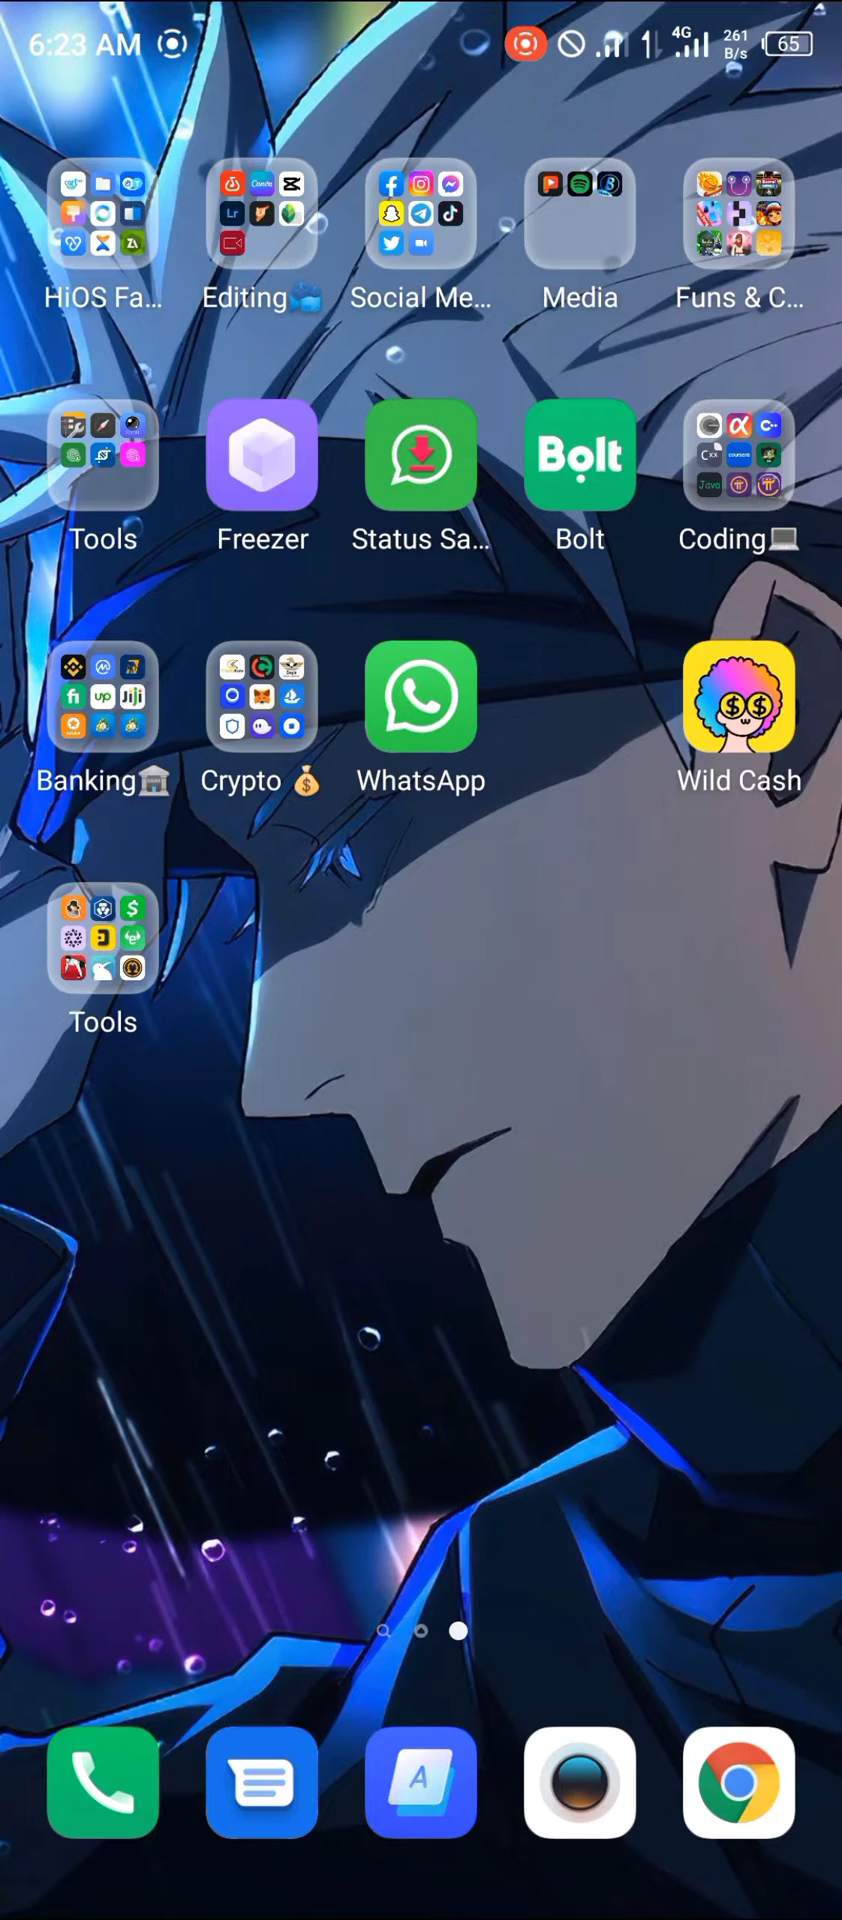 6:23 AM 4G 261 B/s 65
HiOS Fa... Editing Social Me... Media Funs & C...
Bolt
Tools Freezer Status Sa... Bolt Coding
Banking Crypto WhatsApp Wild Cash
Tools
A